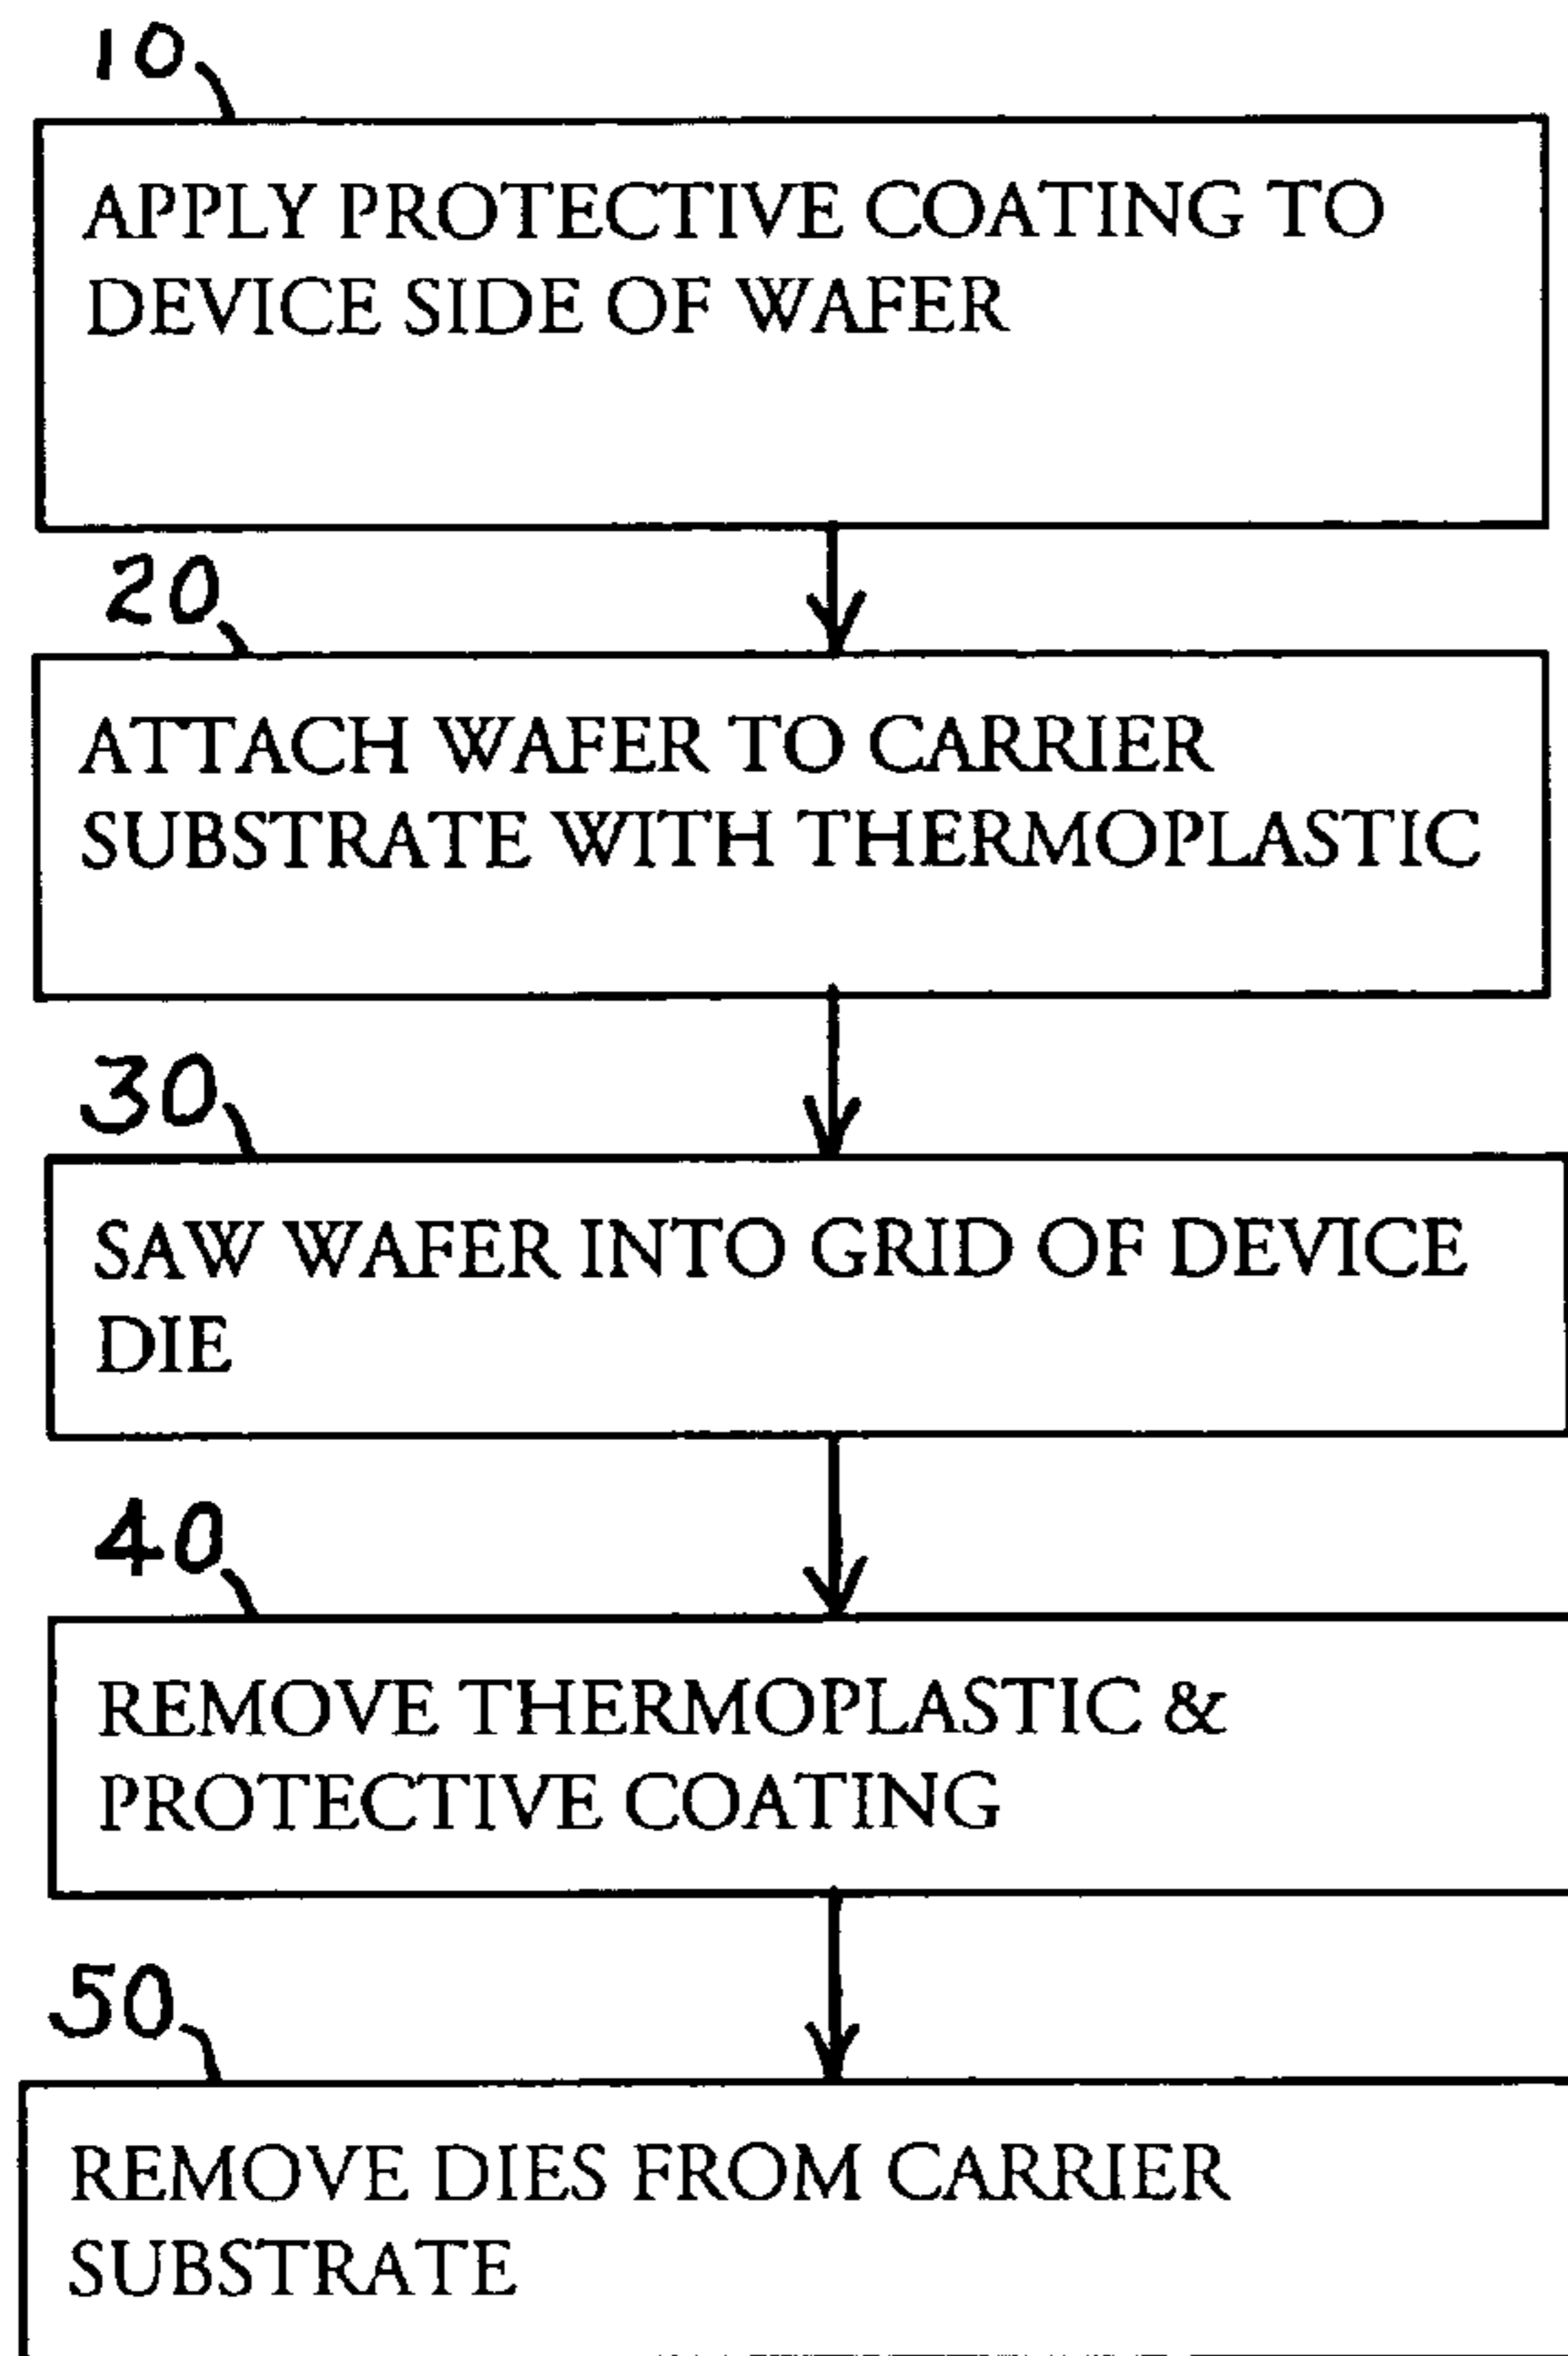 10
APPLY PROTECTIVE COATING TO
DEVICE SIDE OF WAFER
20
ATTACH WAFER TO CARRIER
SUBSTRATE WITH THERMOPLASTIC
30
SAW WAFER INTO GRID OF DEVICE
DIE
40
REMOVE THERMOPLASTIC &
PROTECTIVE COATING
50
REMOVE DIES FROM CARRIER
SUBSTRATE